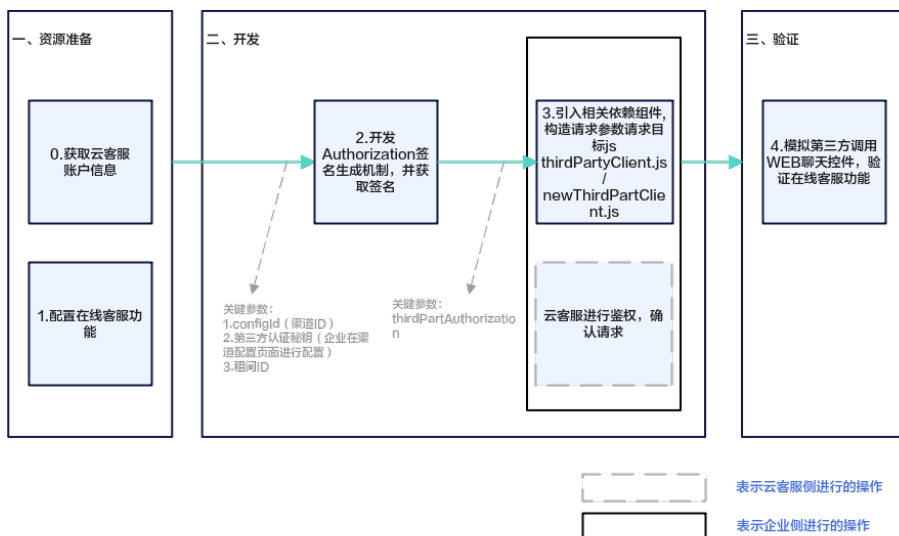 一、资源准备
0.获取云客服
账户信息
1.配置在线客服功
能
二、开发
2.开发
Authorization签
名生成机制，并获
取签名
关键参数：
1.configId（渠道ID）
2.第三方认证秘钥（企业在渠
道配置页面进行配置）
3.租间ID
关键参数：
thirdPartAuthorizatio
n
3.引入相关依赖组件,
构造请求参数请求目
标js
thirdPartyClient.js
/
newThirdPartClie
nt.js
云客服进行鉴权，确
认请求
三、验证
4.模拟第三方调用
WEB聊天控件，验
证在线客服功能
表示云客服侧进行的操作
表示企业侧进行的操作